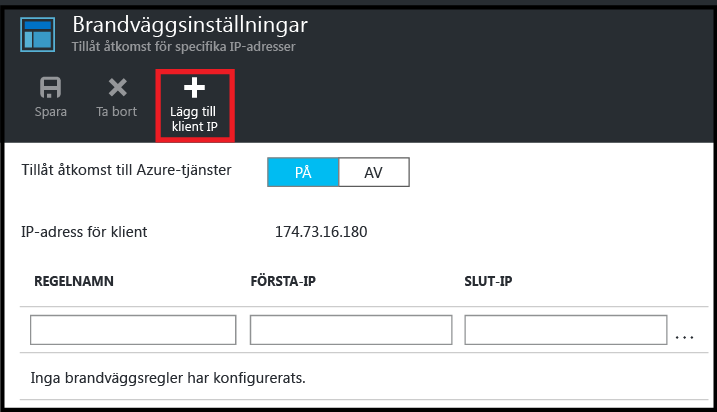 Brandväggsinställningar
Tillåt åtkomst för specifika IP-adresser
Spara
Ta bort
Lägg till
klient IP
Tillåt åtkomst till Azure-tjänster PÅ AV
IP-adress för klient 174.73.16.180
REGELNAMN FÖRSTA-IP SLUT-IP
...
Inga brandväggsregler har konfigurerats.